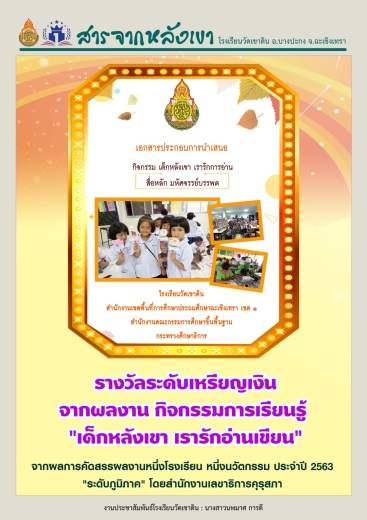 สารจากหลังเขา โรงเรียนวัดเขาดิน อ.บางปะกง จ.ฉะเชิงเทรา
เอกสารประกอบการนำเสนอ
กิจกรรม เด็กหลังเขา เรารักการอ่าน
สื่อหลัก มหัศจรรย์บรรพต
โรงเรียนวัดเขาดิน
สำนักงานเขตพื้นที่การศึกษาประถมศึกษาฉะเชิงเทรา เขต ๑
สำนักงานคณะกรรมการการศึกษาขั้นพื้นฐาน
กระทรวงศึกษาธิการ
รางวัลระดับเหรียญเงิน
จากผลงาน กิจกรรมการเรียนรู้
"เด็กหลังเขา เรารักอ่านเขียน"
จากผลการคัดสรรผลงานหนึ่งโรงเรียน หนึ่งนวัตกรรม ประจำปี 2563
"ระดับภูมิภาค" โดยสำนักงานเลขาธิการคุรุสภา
งานประชาสัมพันธ์โรงเรียนวัดเขาดิน : นางสาวนพมาศ การดี